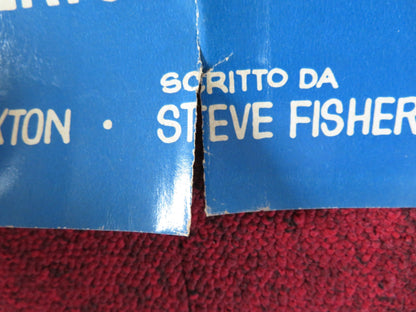 SCRITTO DA
XTON · STEVE FISHER